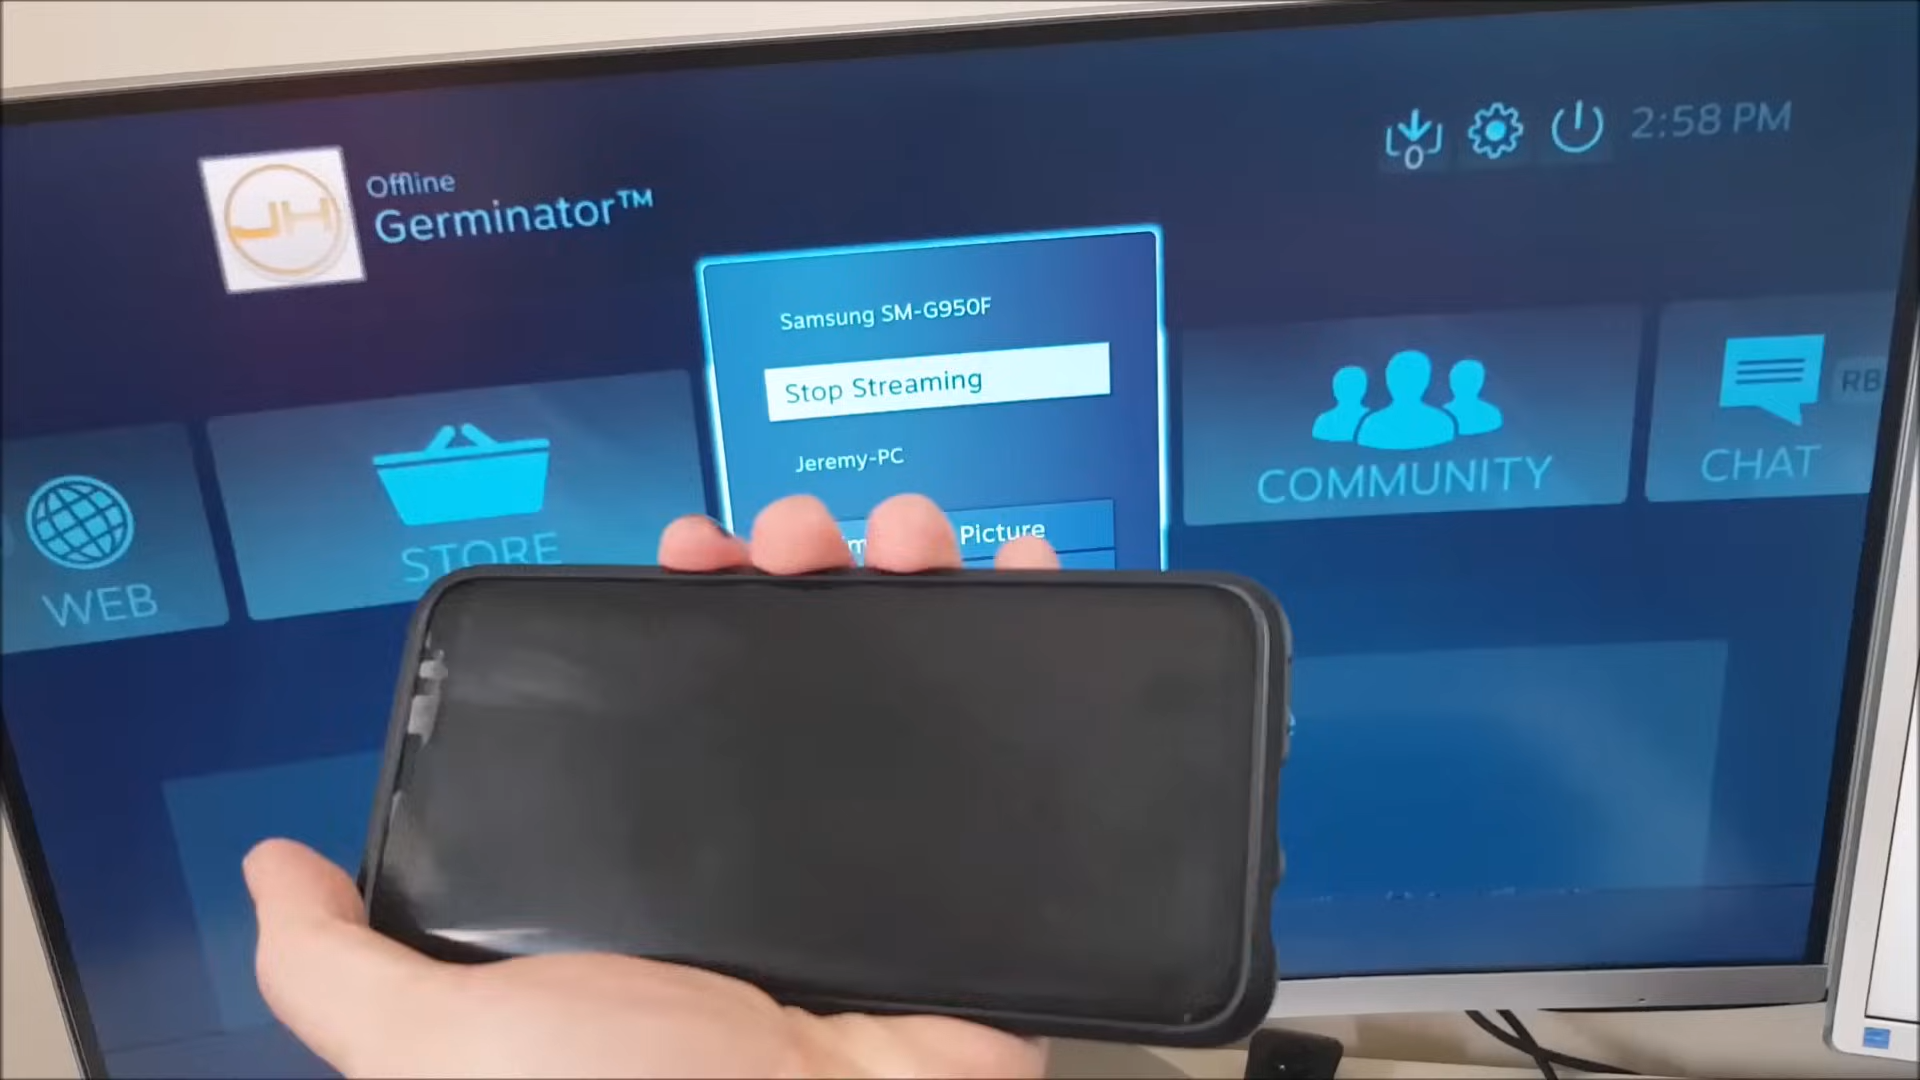 Offline
Germinator™
JH
0
2:58 PM
Samsung SM-G950F
Stop Streaming
Jeremy-PC
Picture
WEB
STORE
COMMUNITY
CHAT
RB